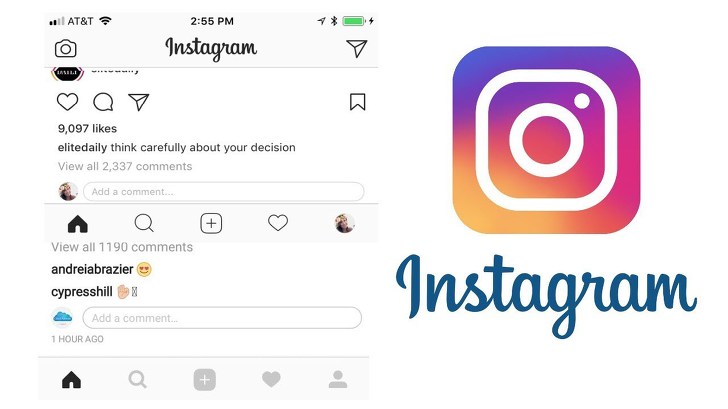 AT&T 2:55 PM
Instagram
elitedaily
9,097 likes
elitedaily think carefully about your decision
View all 2,337 comments
Add a comment...
View all 1190 comments
andreiabrazier 😍
cypresshill
Add a comment...
1 HOUR AGO
Instagram